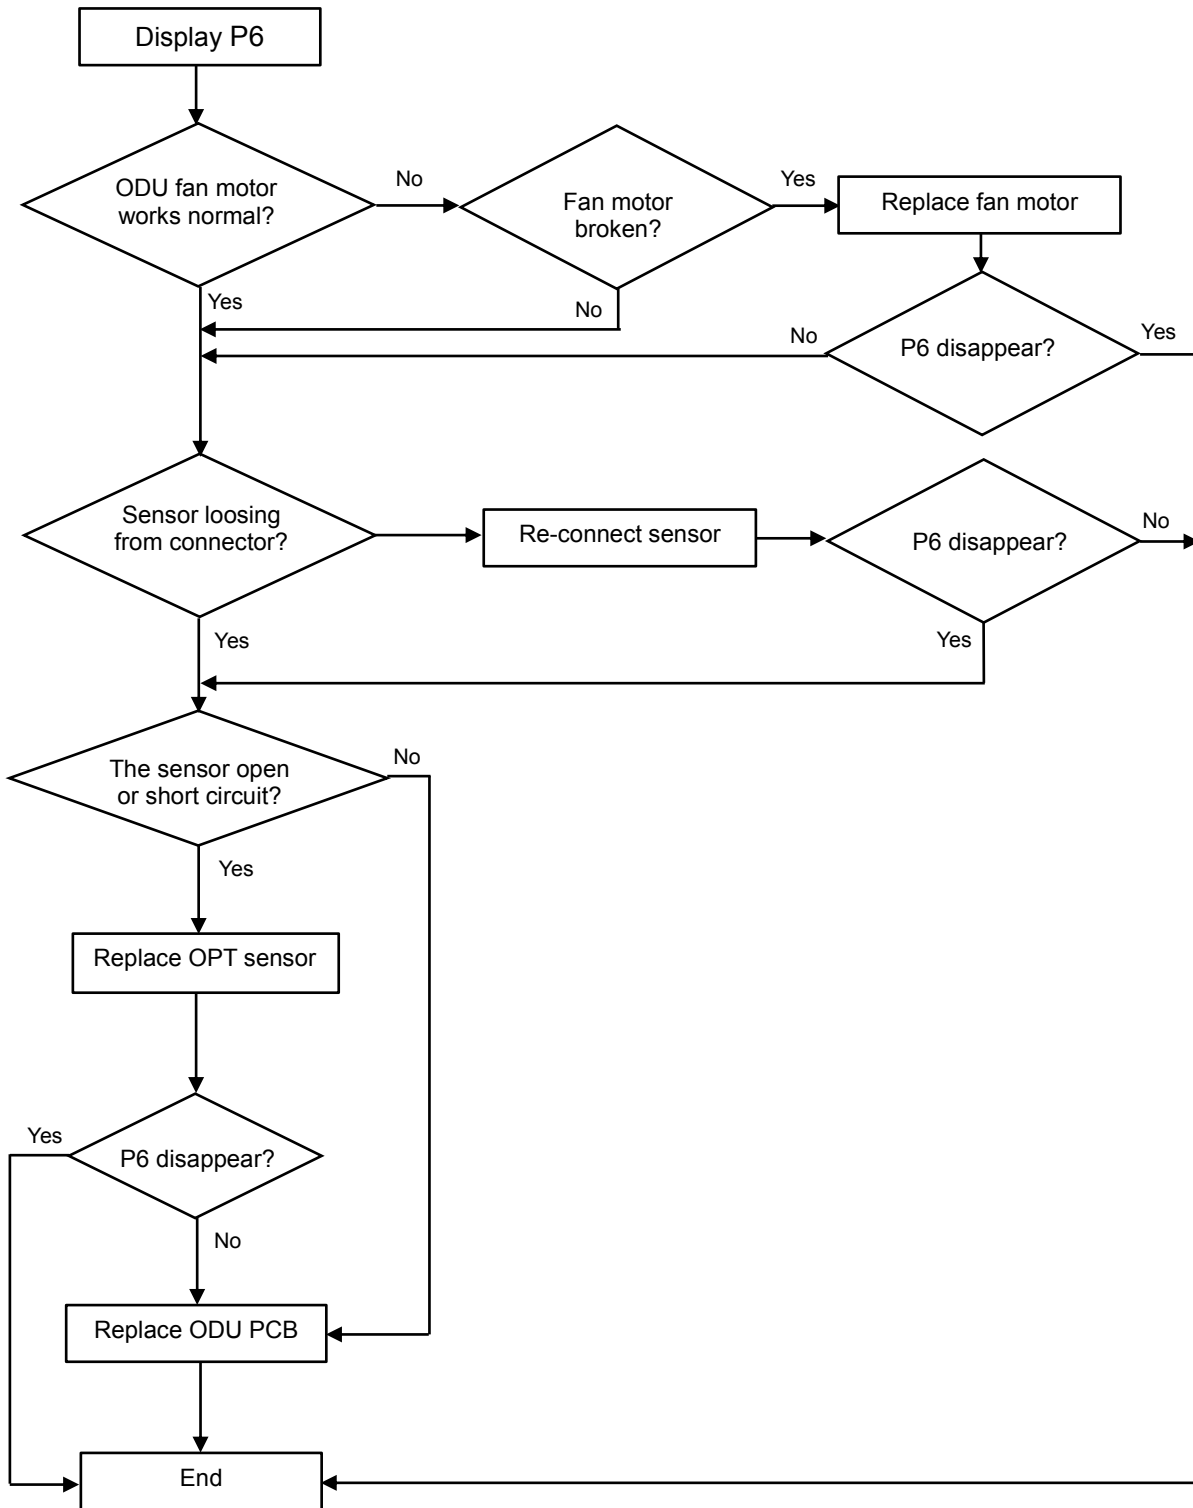 Display P6
ODU fan motor
works normal?
No
Fan motor
broken?
Yes
Replace fan motor
Yes
No
No
P6 disappear?
Yes
Sensor loosing
from connector?
Re-connect sensor
P6 disappear?
No
Yes
Yes
The sensor open
or short circuit?
No
Yes
Replace OPT sensor
Yes
P6 disappear?
No
Replace ODU PCB
End